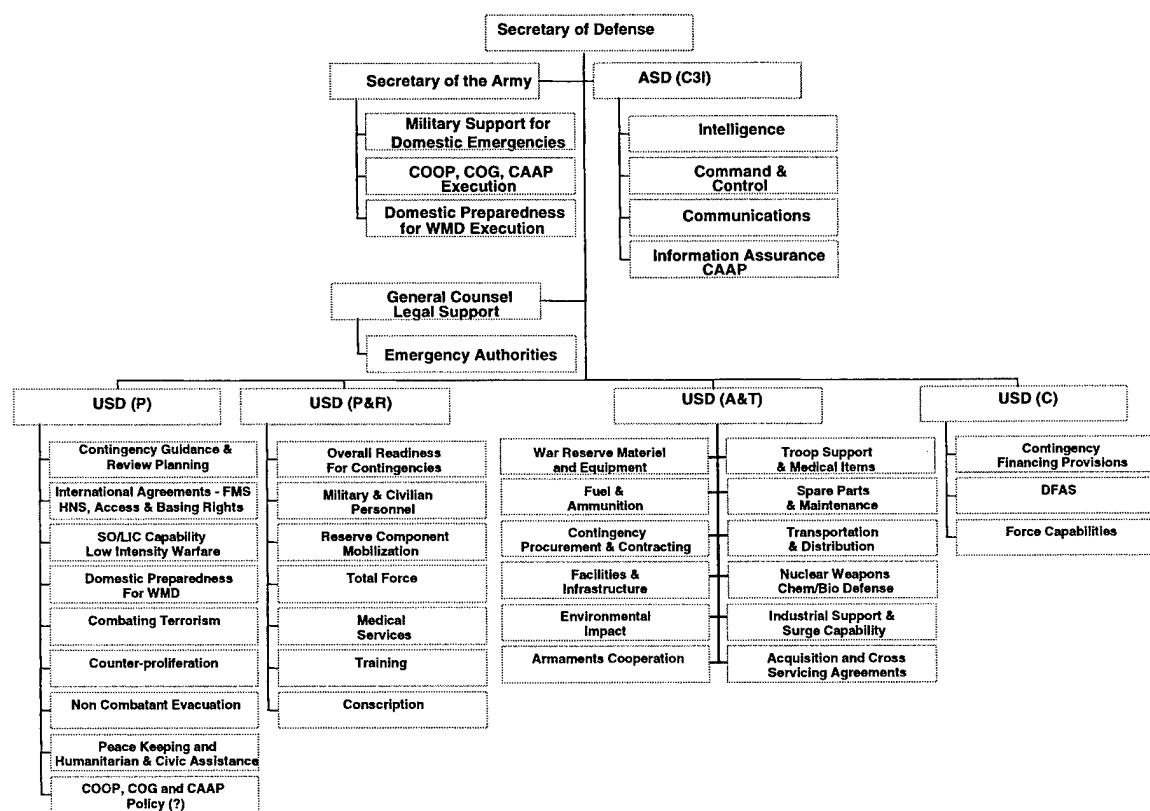 Secretary of Defense
Secretary of the Army
ASD (C3I)
Military Support for
Domestic Emergencies
COOP, COG, CAAP
Execution
Domestic Preparedness
for WMD Execution
Intelligence
Command &
Control
Communications
Information Assurance
CAAP
General Counsel
Legal Support
Emergency Authorities
USD (P)
Contingency Guidance &
Review Planning
International Agreements - FMS
HNS, Access & Basing Rights
SO/LIC Capability
Low Intensity Warfare
Domestic Preparedness
For WMD
Combating Terrorism
Counter-proliferation
Non Combatant Evacuation
Peace Keeping and
Humanitarian & Civic Assistance
COOP, COG and CAAP
Policy (?)
USD (P&R)
Overall Readiness
For Contingencies
Military & Civilian
Personnel
Reserve Component
Mobilization
Total Force
Medical
Services
Training
Conscription
USD (A&T)
War Reserve Materiel
and Equipment
Fuel &
Ammunition
Contingency
Procurement & Contracting
Facilities &
Infrastructure
Environmental
Impact
Armaments Cooperation
Troop Support
& Medical Items
Spare Parts
& Maintenance
Transportation
& Distribution
Nuclear Weapons
Chem/Bio Defense
Industrial Support &
Surge Capability
Acquisition and Cross
Servicing Agreements
USD (C)
Contingency
Financing Provisions
DFAS
Force Capabilities